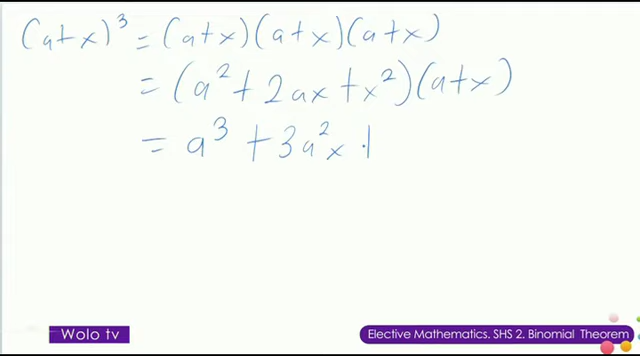 (a+x)³ = (a+x)(a+x)(a+x)
= (a² + 2ax + x²)(a+x)
= a³ + 3a²x +
Wolo tv
Elective Mathematics. SHS 2. Binomial Theorem